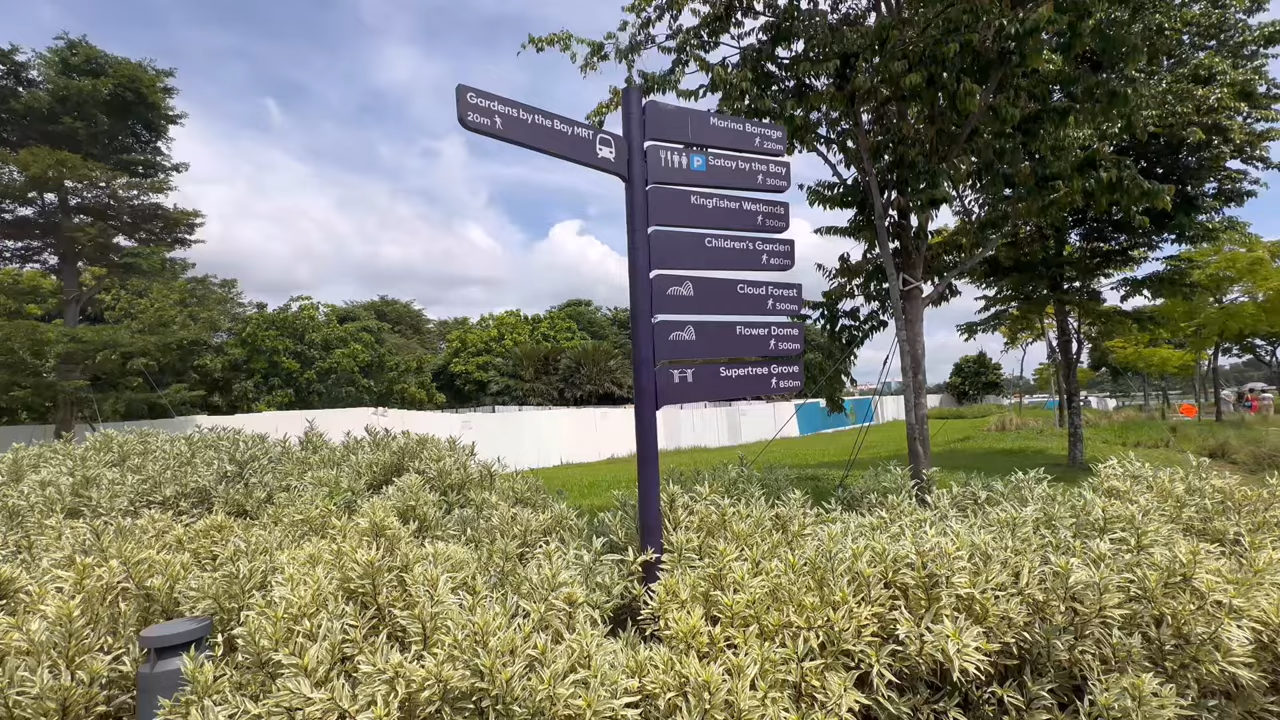 Gardens by the Bay MRT
20m
Marina Barrage
220m
P Satay by the Bay
300m
Kingfisher Wetlands
300m
Children's Garden
400m
Cloud Forest
500m
Flower Dome
500m
Supertree Grove
850m